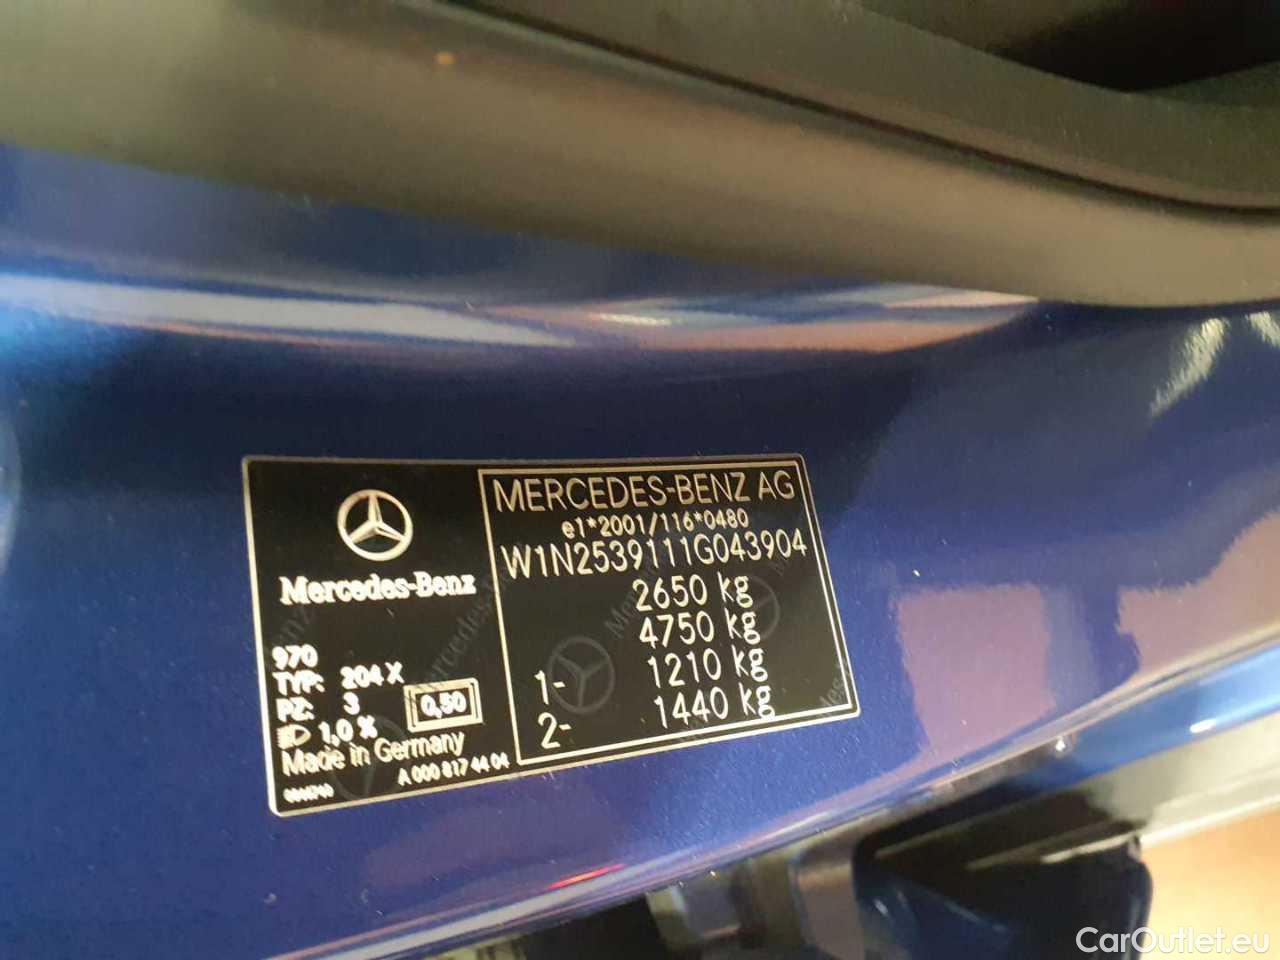 MERCEDES-BENZ AG
e1*2001/116*0480
W1N2539111G043904
2650 kg
4750 kg
1- 1210 kg
2- 1440 kg
Mercedes-Benz
970
TYP: 204 X
PZ: 3 0,50
1,0 %
Made in Germany
A 000 817 44 04
CarOutlet.eu